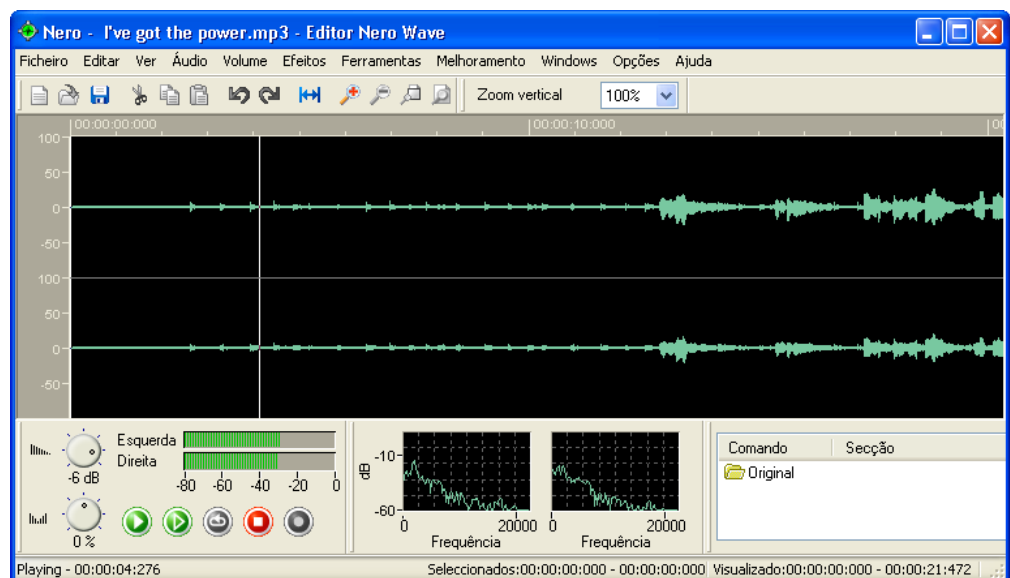 Nero - I've got the power.mp3 - Editor Nero Wave
Ficheiro Editar Ver Áudio Volume Efeitos Ferramentas Melhoramento Windows Opções Ajuda
Zoom vertical 100%
00:00:00:000 00:00:10:000 00
100
50
0
-50
100
50
0
-50
Esquerda
Direita
-6 dB
-80 -60 -40 -20 0
0 %
dB
-10
-60
0 20000 0 20000
Frequência Frequência
Comando Secção
Original
Playing - 00:00:04:276 Seleccionados:00:00:00:000 - 00:00:00:000 Visualizado:00:00:00:000 - 00:00:21:472